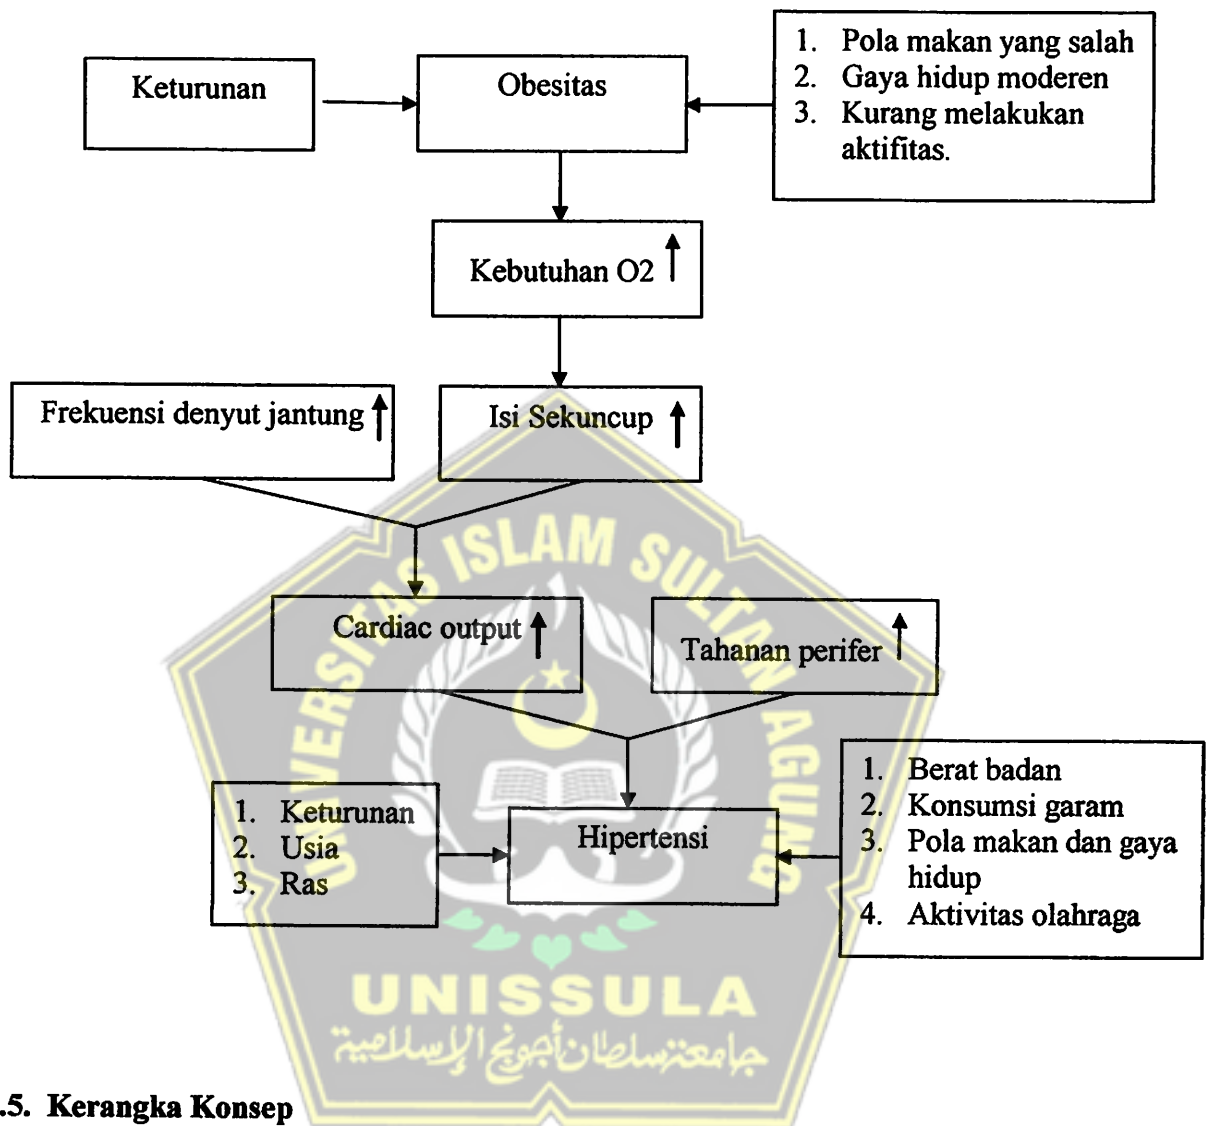 Keturunan
Obesitas
1. Pola makan yang salah
2. Gaya hidup moderen
3. Kurang melakukan
aktifitas.
Kebutuhan O2
Frekuensi denyut jantung
Isi Sekuncup
Cardiac output
Tahanan perifer
1. Keturunan
2. Usia
3. Ras
Hipertensi
1. Berat badan
2. Konsumsi garam
3. Pola makan dan gaya
hidup
4. Aktivitas olahraga
UNIVERSITAS ISLAM SULTAN AGUNG
UNISSULA
جامعة سلطان أجونج الإسلامية
.5. Kerangka Konsep